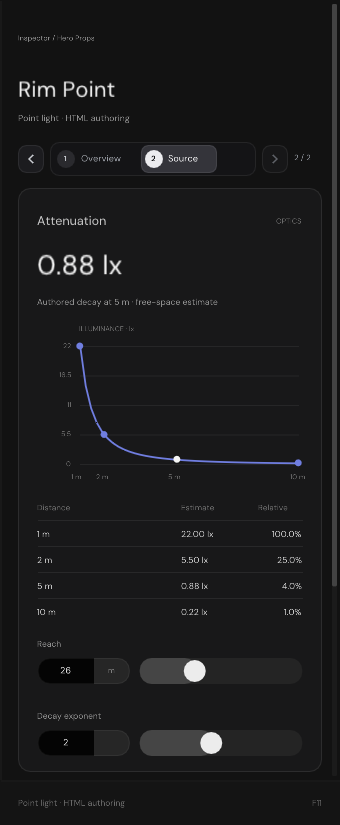 Inspector / Hero Props
Rim Point
Point light · HTML authoring
1 Overview 2 Source 2 / 2
Attenuation OPTICS
0.88 lx
Authored decay at 5 m · free-space estimate
ILLUMINANCE · lx
22
16.5
11
5.5
0
1 m 2 m 5 m 10 m
Distance Estimate Relative
1 m 22.00 lx 100.0%
2 m 5.50 lx 25.0%
5 m 0.88 lx 4.0%
10 m 0.22 lx 1.0%
Reach
26 m
Decay exponent
2
Point light · HTML authoring F11